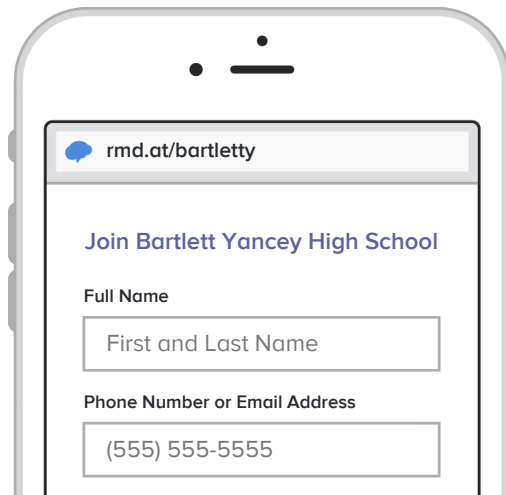 rmd.at/bartletty
Join Bartlett Yancey High School
Full Name
First and Last Name
Phone Number or Email Address
(555) 555-5555